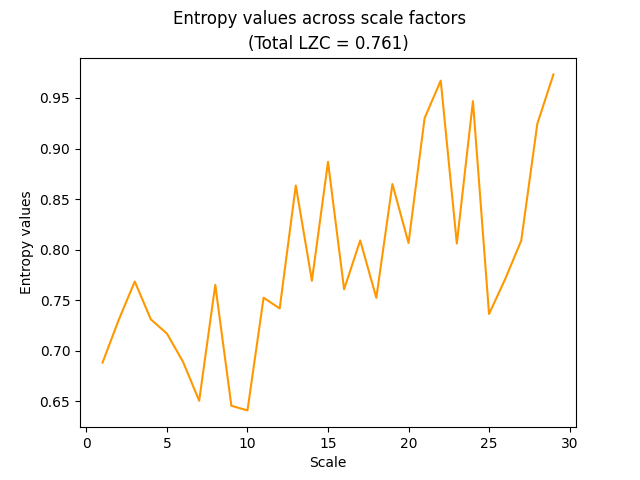 Entropy values across scale factors
(Total LZC = 0.761)
0.95
0.90
0.85
0.80
0.75
0.70
0.65
Entropy values
0 5 10 15 20 25 30
Scale